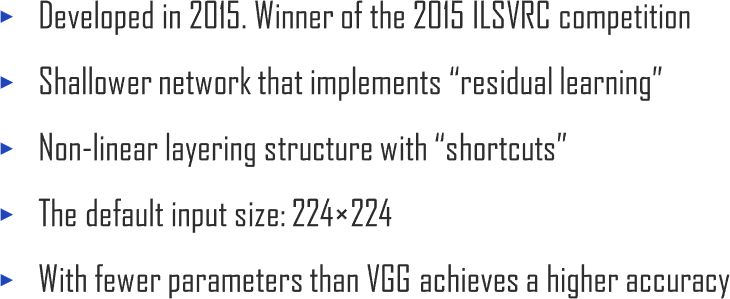 ▸ Developed in 2015. Winner of the 2015 ILSVRC competition
▸ Shallower network that implements “residual learning”
▸ Non-linear layering structure with “shortcuts”
▸ The default input size: 224×224
▸ With fewer parameters than VGG achieves a higher accuracy